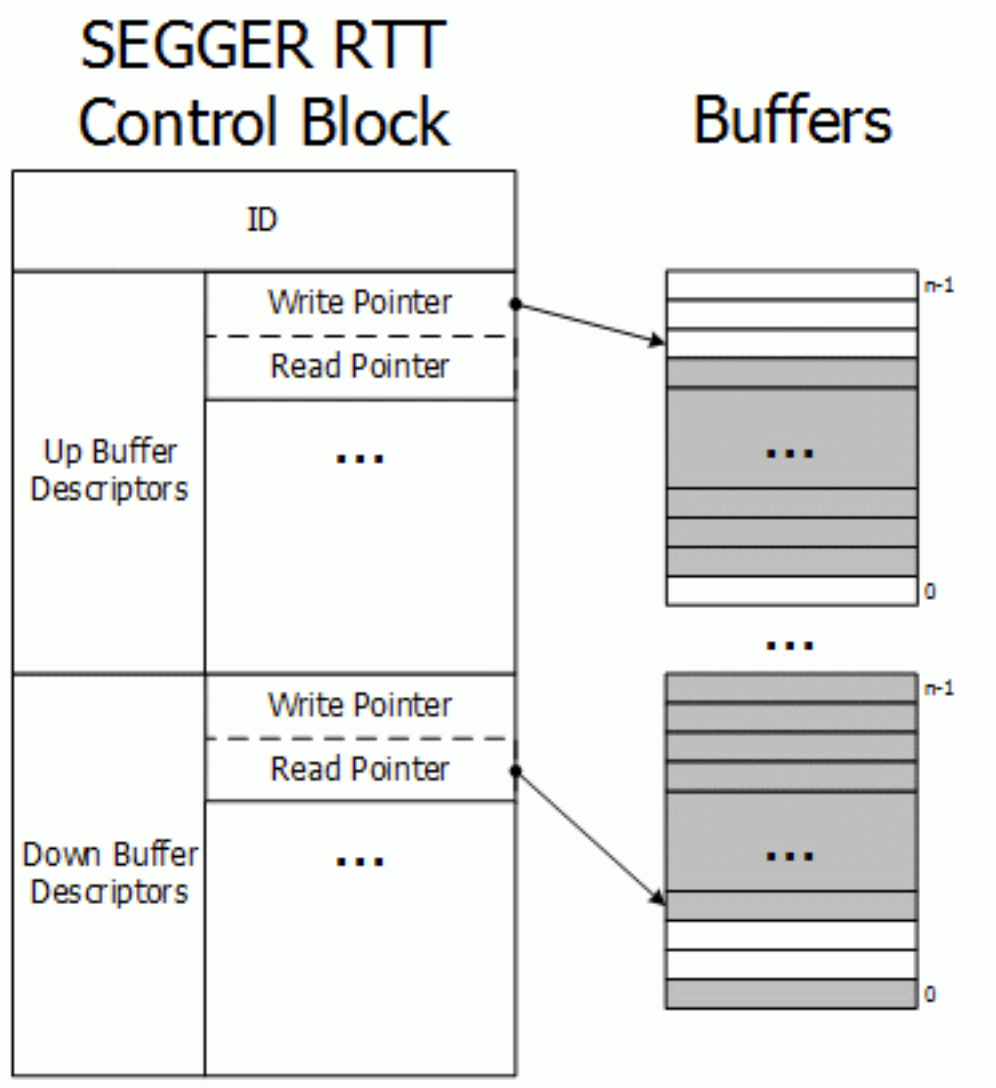 SEGGER RTT
Control Block
Buffers
ID
Write Pointer
Read Pointer
...
Up Buffer
Descriptors
Write Pointer
Read Pointer
...
Down Buffer
Descriptors
n-1
...
0
...
n-1
...
0